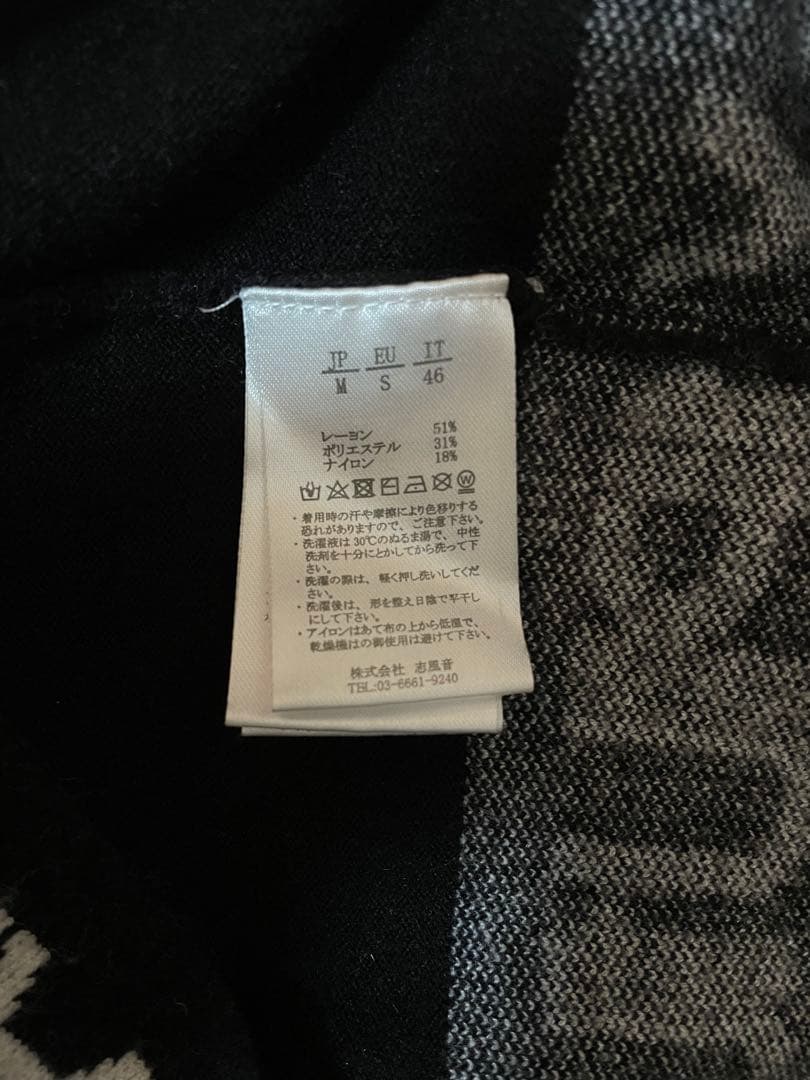 JP EU IT
M S 46
レーヨン 51%
ポリエステル 31%
ナイロン 18%
・着用時の汗や摩擦により色移りする
恐れがありますので、ご注意下さい。
・洗濯液は30℃のぬるま湯で、中性
洗剤を十分にとかしてから洗って下
さい。
・洗濯の際は、軽く押し洗いしてくだ
さい。
・洗濯後は、形を整え日陰で平干し
にして下さい。
・アイロンはあて布の上から低温で、
乾燥機はの御使用は避けて下さい。
株式会社 志風音
TEL:03-6661-9240